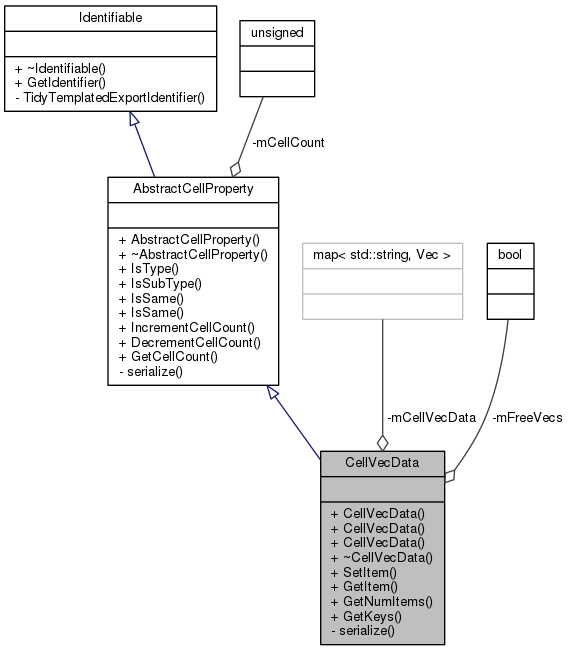 Identifiable
+ ~Identifiable()
+ GetIdentifier()
- TidyTemplatedExportIdentifier()
unsigned
-mCellCount
AbstractCellProperty
+ AbstractCellProperty()
+ ~AbstractCellProperty()
+ IsType()
+ IsSubType()
+ IsSame()
+ IsSame()
+ IncrementCellCount()
+ DecrementCellCount()
+ GetCellCount()
- serialize()
map< std::string, Vec >
bool
-mCellVecData
-mFreeVecs
CellVecData
+ CellVecData()
+ CellVecData()
+ CellVecData()
+ ~CellVecData()
+ SetItem()
+ GetItem()
+ GetNumItems()
+ GetKeys()
- serialize()